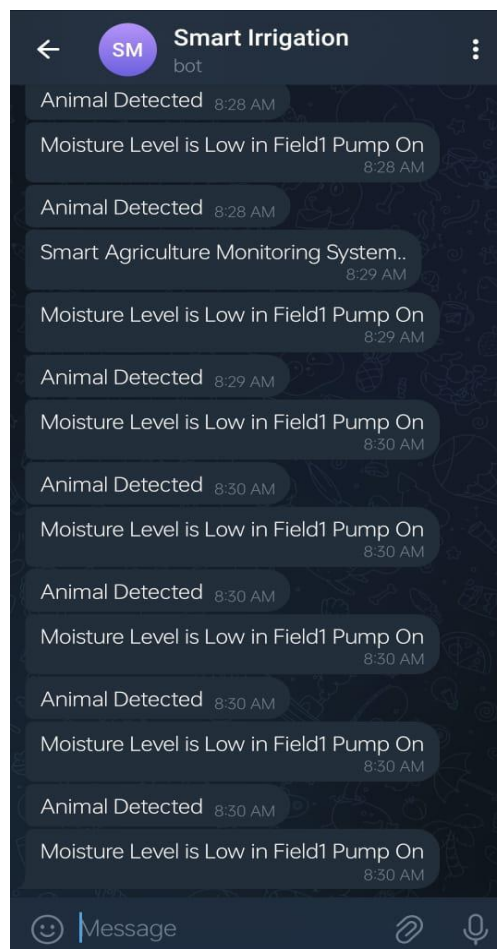 SM
Smart Irrigation
bot
Animal Detected 8:28 AM
Moisture Level is Low in Field1 Pump On
8:28 AM
Animal Detected 8:28 AM
Smart Agriculture Monitoring System..
8:29 AM
Moisture Level is Low in Field1 Pump On
8:29 AM
Animal Detected 8:29 AM
Moisture Level is Low in Field1 Pump On
8:30 AM
Animal Detected 8:30 AM
Moisture Level is Low in Field1 Pump On
8:30 AM
Animal Detected 8:30 AM
Moisture Level is Low in Field1 Pump On
8:30 AM
Animal Detected 8:30 AM
Moisture Level is Low in Field1 Pump On
8:30 AM
Animal Detected 8:30 AM
Moisture Level is Low in Field1 Pump On
8:30 AM
Message